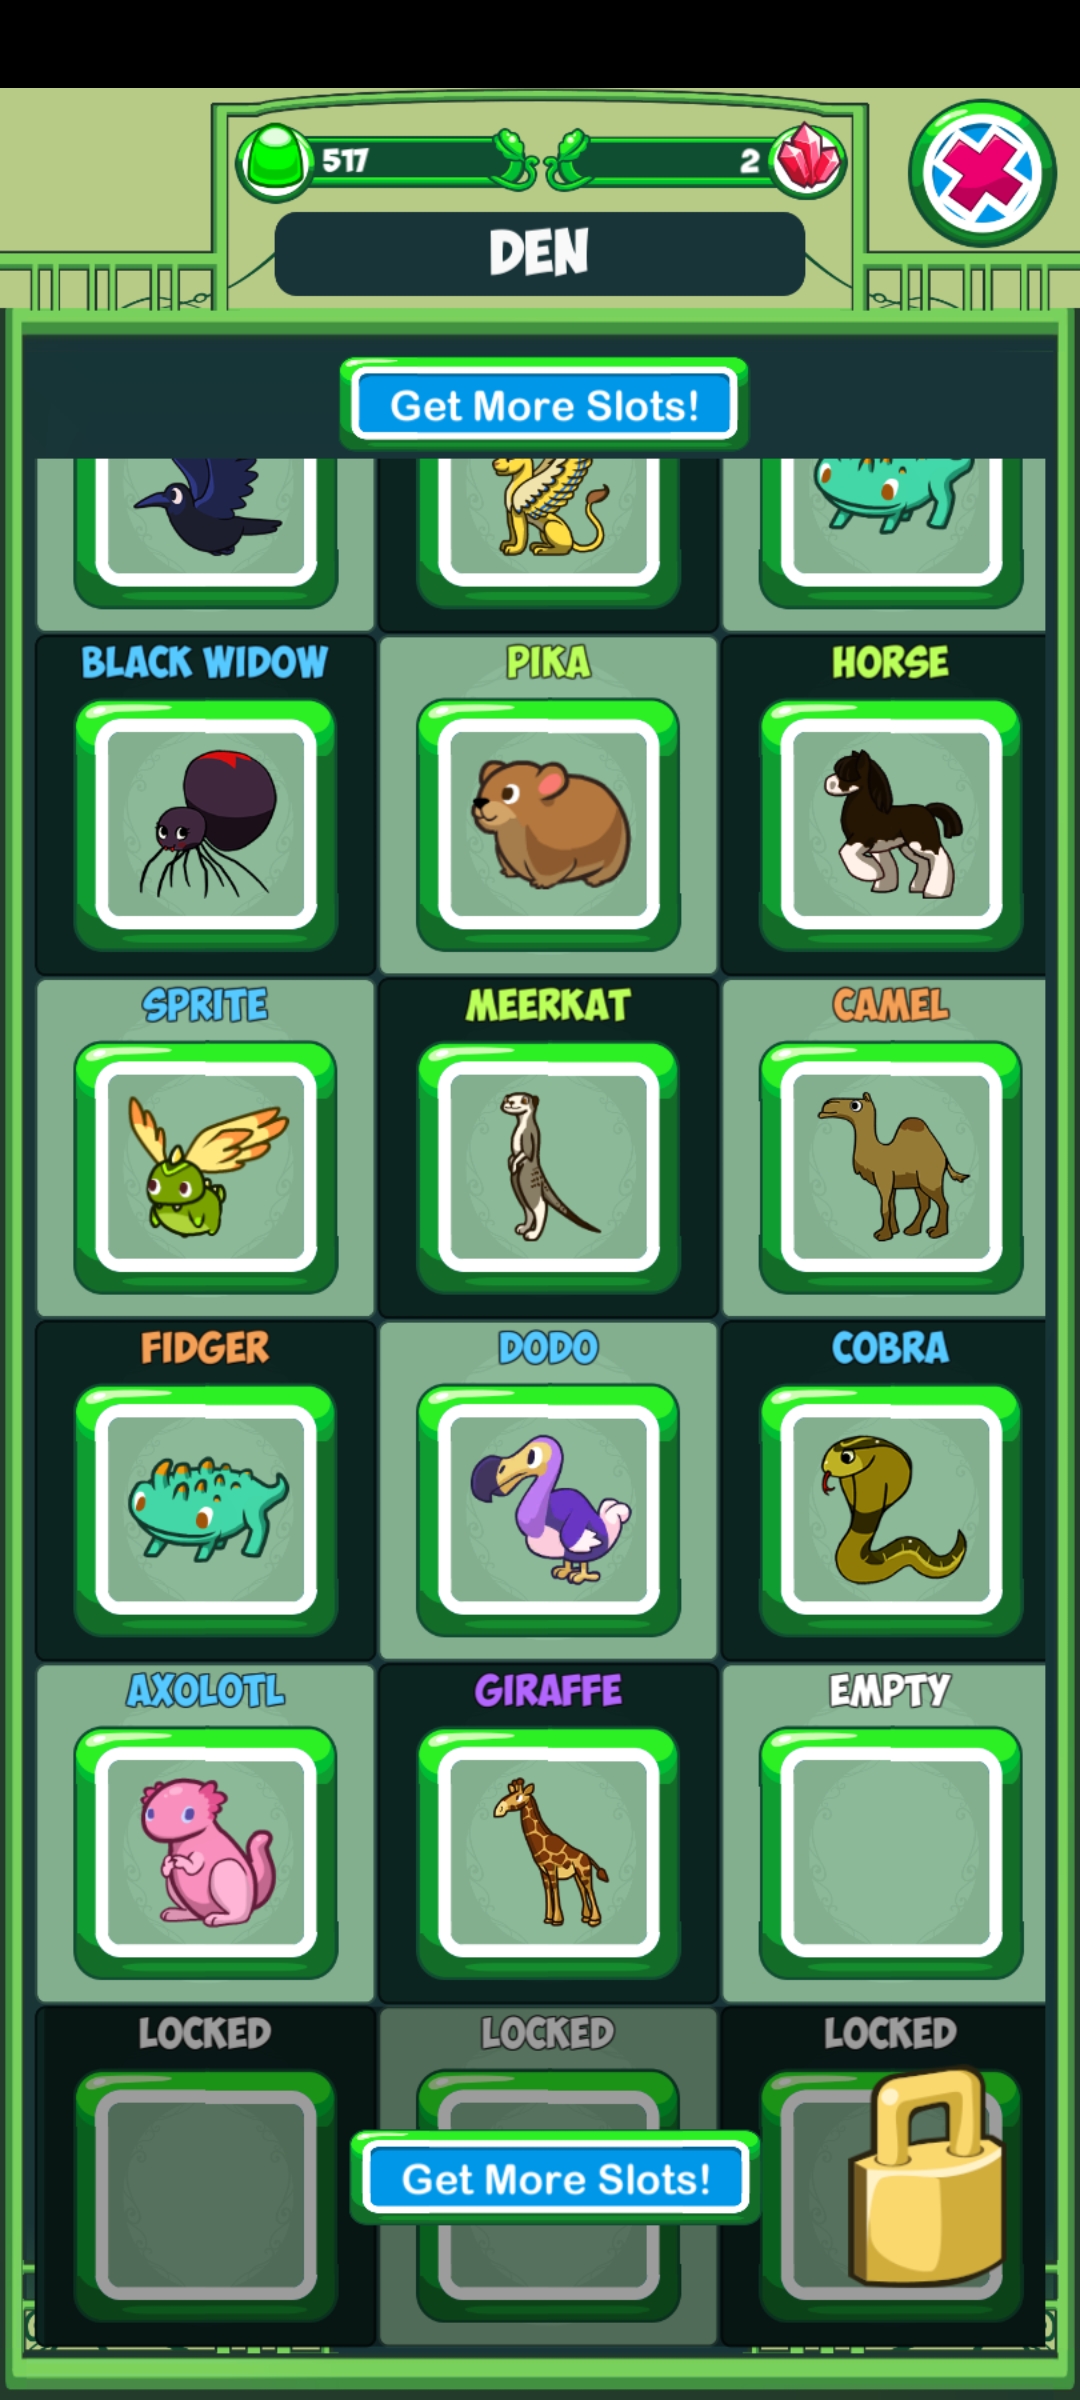 517
2
DEN
Get More Slots!
BLACK WIDOW
PIKA
HORSE
SPRITE
MEERKAT
CAMEL
FIDGER
DODO
COBRA
AXOLOTL
GIRAFFE
EMPTY
LOCKED
LOCKED
LOCKED
Get More Slots!